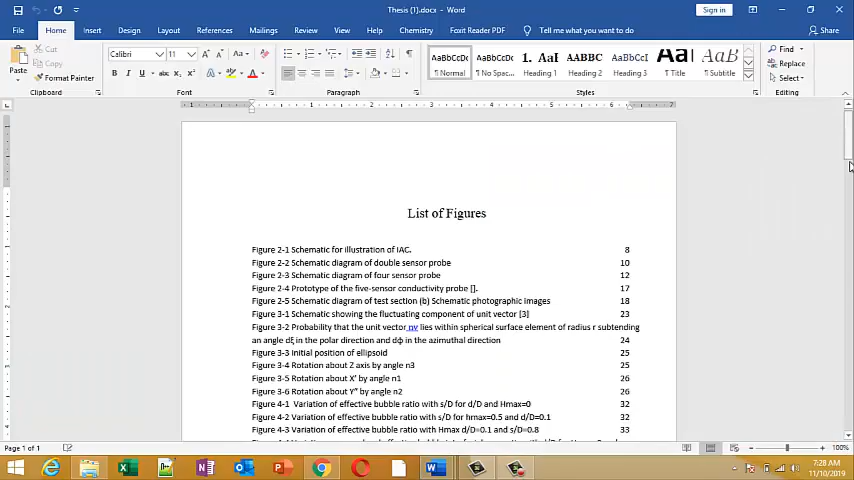 Thesis (1).docx - Word
Sign in
File
Home
Insert
Design
Layout
References
Mailings
Review
View
Help
Chemistry
Foxit Reader PDF
Tell me what you want to do
Share
Paste
Cut
Copy
Format Painter
Clipboard
Calibri
11
Font
Paragraph
AaBbCcDc
¶ Normal
AaBbCcDc
¶ No Spac...
1. AaB
Heading 1
AABBC
Heading 2
AaBbCcDc
Heading 3
AaB
¶ Title
AaB
¶ Subtitle
Styles
Find
Replace
Select
Editing
List of Figures
Figure 2-1 Schematic for illustration of IAC. 8
Figure 2-2 Schematic diagram of double sensor probe 10
Figure 2-3 Schematic diagram of four sensor probe 12
Figure 2-4 Prototype of the five-sensor conductivity probe []. 17
Figure 2-5 Schematic diagram of test section (b) Schematic photographic images 18
Figure 3-1 Schematic showing the fluctuating component of unit vector [3] 23
Figure 3-2 Probability that the unit vector nv lies within spherical surface element of radius r subtending
an angle dξ in the polar direction and dφ in the azimuthal direction 24
Figure 3-3 Initial position of ellipsoid 25
Figure 3-4 Rotation about Z axis by angle n3 25
Figure 3-5 Rotation about X' by angle n1 26
Figure 3-6 Rotation about Y" by angle n2 26
Figure 4-1 Variation of effective bubble ratio with s/D for d/D and Hmax=0 32
Figure 4-2 Variation of effective bubble ratio with s/D for hmax=0.5 and d/D=0.1 32
Figure 4-3 Variation of effective bubble ratio with Hmax d/D=0.1 and s/D=0.8 33
Page 1 of 1
100%
7:28 AM
11/10/2019